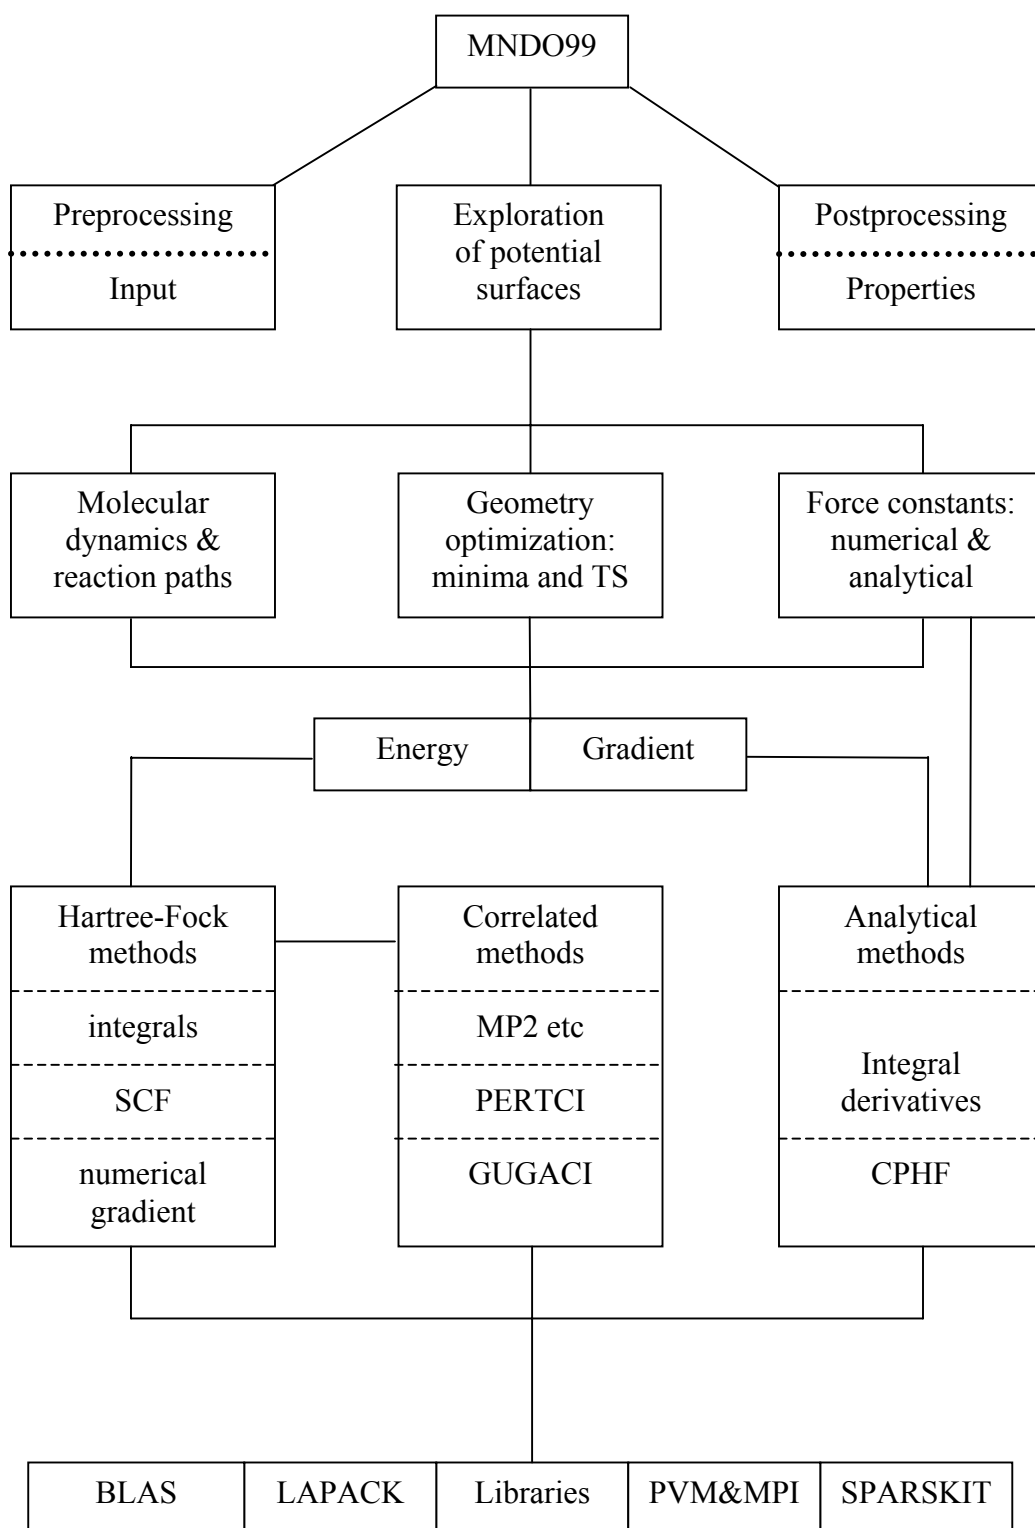 MNDO99
Preprocessing
Input
Exploration
of potential
surfaces
Postprocessing
Properties
Molecular
dynamics &
reaction paths
Geometry
optimization:
minima and TS
Force constants:
numerical &
analytical
Energy
Gradient
Hartree-Fock
methods
integrals
SCF
numerical
gradient
Correlated
methods
MP2 etc
PERTCI
GUGACI
Analytical
methods
Integral
derivatives
CPHF
BLAS
LAPACK
Libraries
PVM&MPI
SPARSKIT